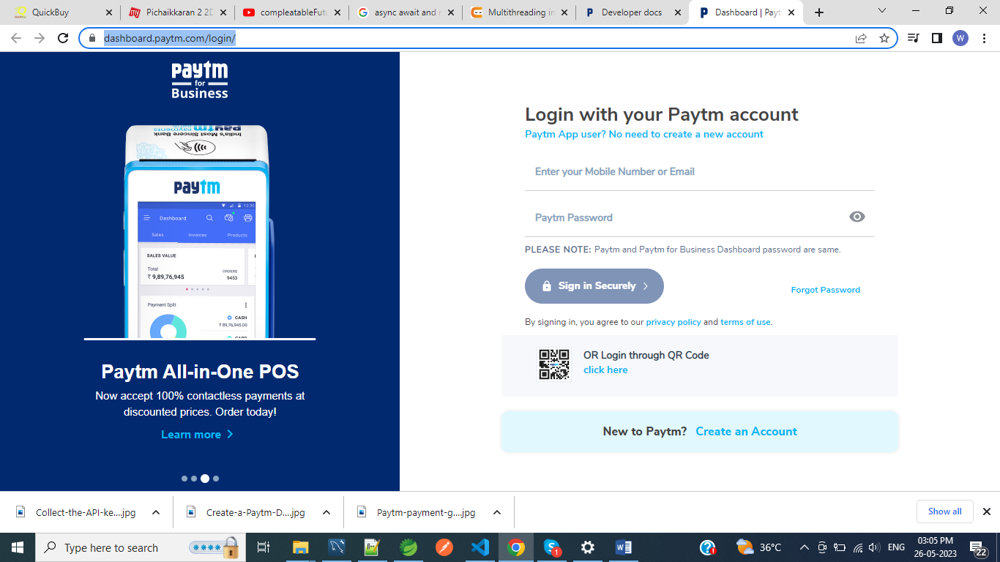 QuickBuy
Pichaikkaran 2 2D
compleatableFutu
async await and
Multithreading in
Developer docs
Dashboard | Payt
dashboard.paytm.com/login/
W
paytm
for
Business
India's Most Sincere Bank
paytm
12:30
Dashboard
Sales Invoices Products
SALES VALUE
Total
₹ 9,89,76,945
ORDERS
9453
Payment Split
CASH
₹ 89,76,945.00
CARD
Paytm All-in-One POS
Now accept 100% contactless payments at
discounted prices. Order today!
Learn more
Login with your Paytm account
Paytm App user? No need to create a new account
Enter your Mobile Number or Email
Paytm Password
PLEASE NOTE: Paytm and Paytm for Business Dashboard password are same.
Sign in Securely
Forgot Password
By signing in, you agree to our privacy policy and terms of use.
OR Login through QR Code
click here
New to Paytm? Create an Account
Collect-the-API-ke....jpg
Create-a-Paytm-D....jpg
Paytm-payment-g....jpg
Show all
Type here to search
1
36°C
ENG
03:05 PM
26-05-2023
22